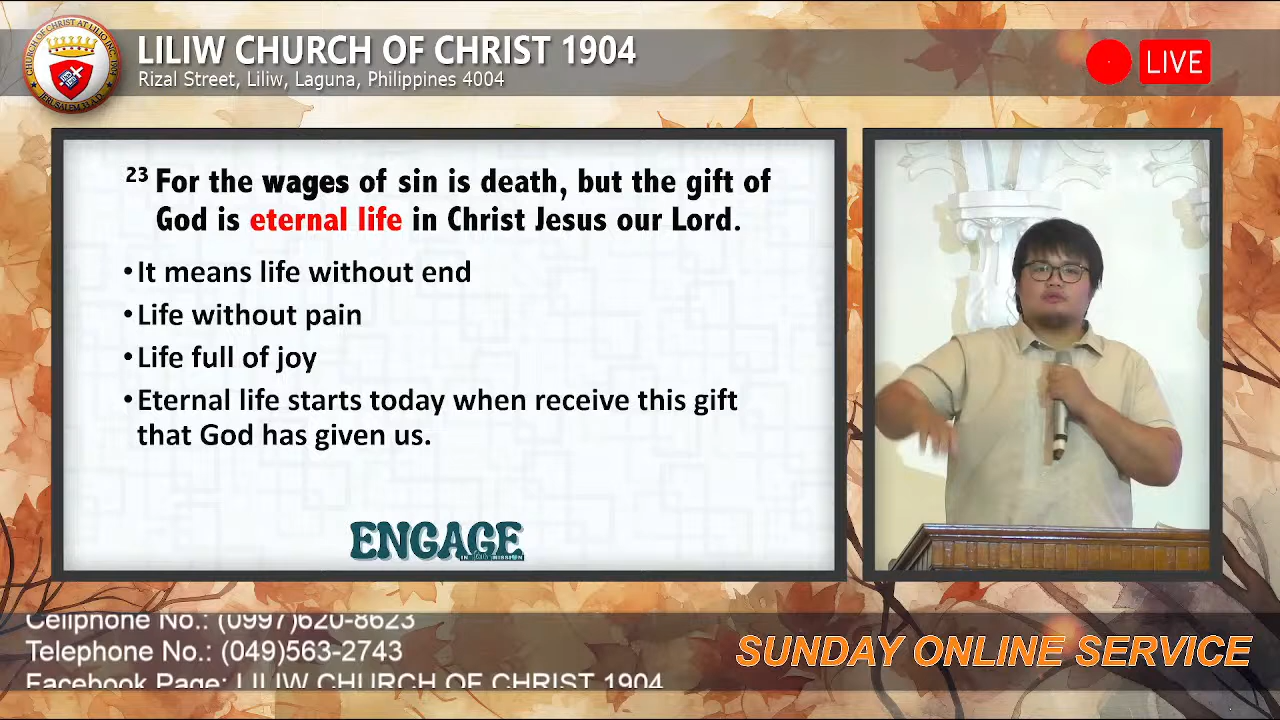 LILIW CHURCH OF CHRIST 1904
Rizal Street, Liliw, Laguna, Philippines 4004
LIVE
23 For the wages of sin is death, but the gift of
God is eternal life in Christ Jesus our Lord.
•It means life without end
•Life without pain
•Life full of joy
•Eternal life starts today when receive this gift
that God has given us.
ENGAGE
Cellphone No.: (0997)620-8623
Telephone No.: (049)563-2743
Facebook Page: LILIW CHURCH OF CHRIST 1904
SUNDAY ONLINE SERVICE